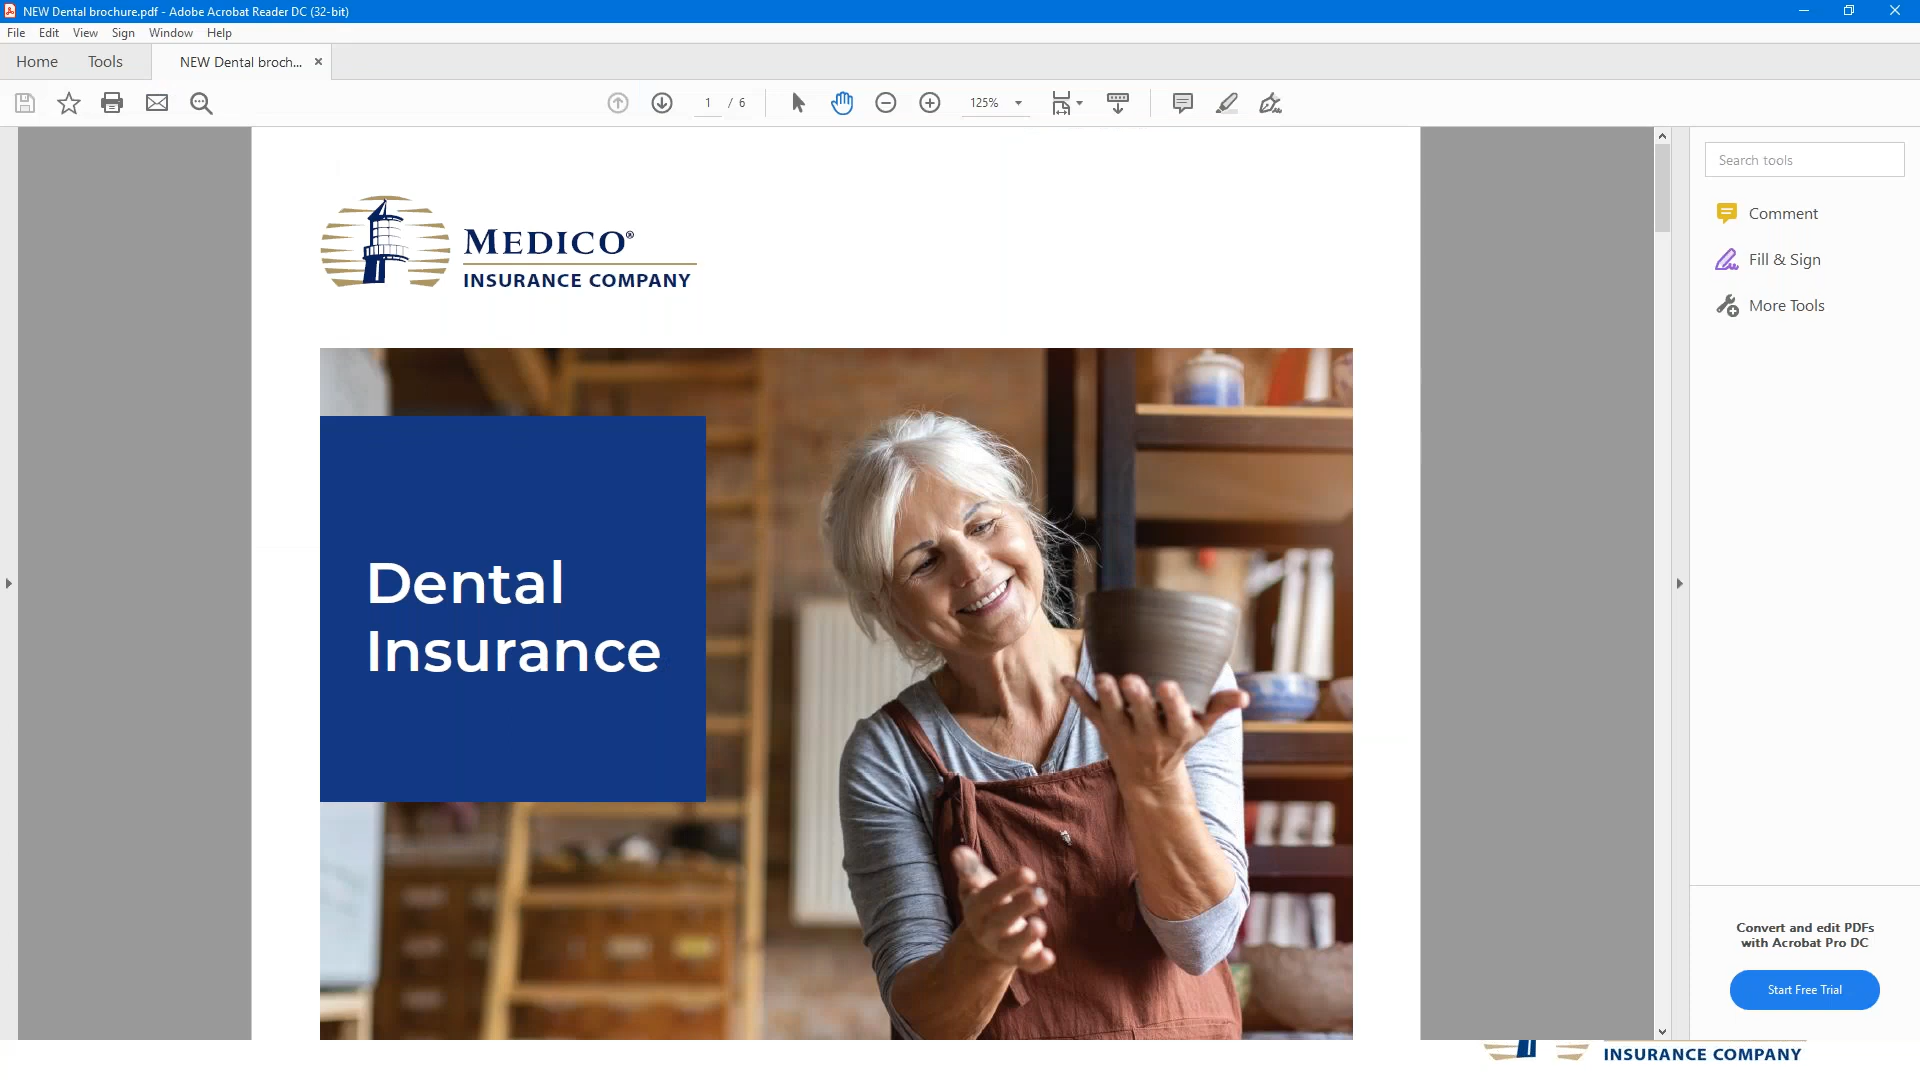 NEW Dental brochure.pdf - Adobe Acrobat Reader DC (32-bit)
File Edit View Sign Window Help
Home Tools NEW Dental broch... ×
1 / 6 125%
Search tools
Comment
Fill & Sign
More Tools
MEDICO®
INSURANCE COMPANY
Dental
Insurance
Convert and edit PDFs
with Acrobat Pro DC
Start Free Trial
INSURANCE COMPANY